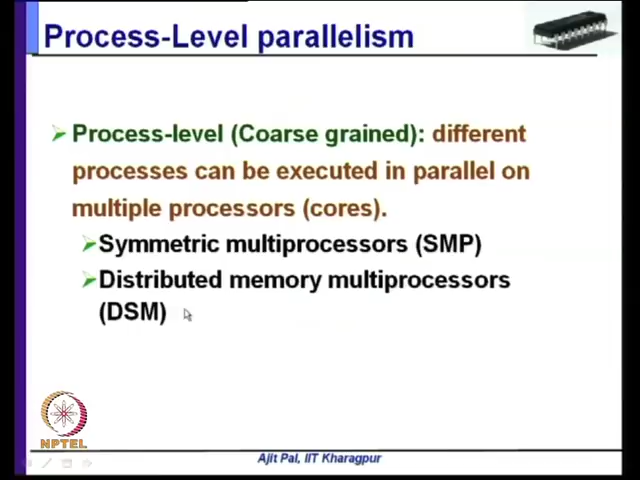 Process-Level parallelism
Process-level (Coarse grained): different
processes can be executed in parallel on
multiple processors (cores).
Symmetric multiprocessors (SMP)
Distributed memory multiprocessors
(DSM)
NPTEL
Ajit Pal, IIT Kharagpur